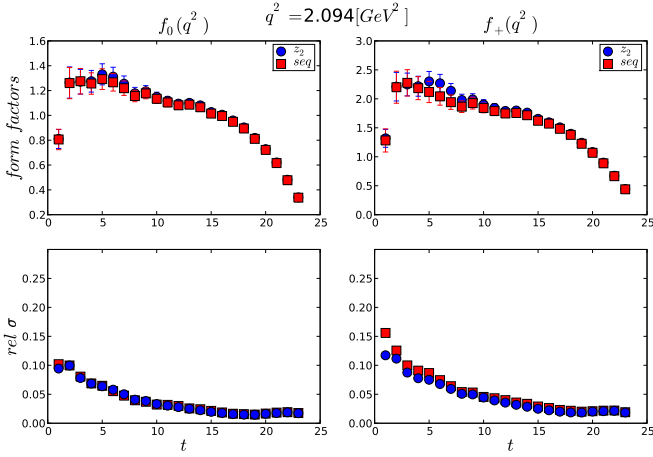 q² =2.094[GeV²]
f₀(q²)
f₊(q²)
form factors
1.6
1.4
1.2
1.0
0.8
0.6
0.4
0.2
0 5 10 15 20 25
z₂
seq
3.0
2.5
2.0
1.5
1.0
0.5
0.0
0 5 10 15 20 25
z₂
seq
rel σ
0.30
0.25
0.20
0.15
0.10
0.05
0.00
0 5 10 15 20 25
t
0.30
0.25
0.20
0.15
0.10
0.05
0.00
0 5 10 15 20 25
t